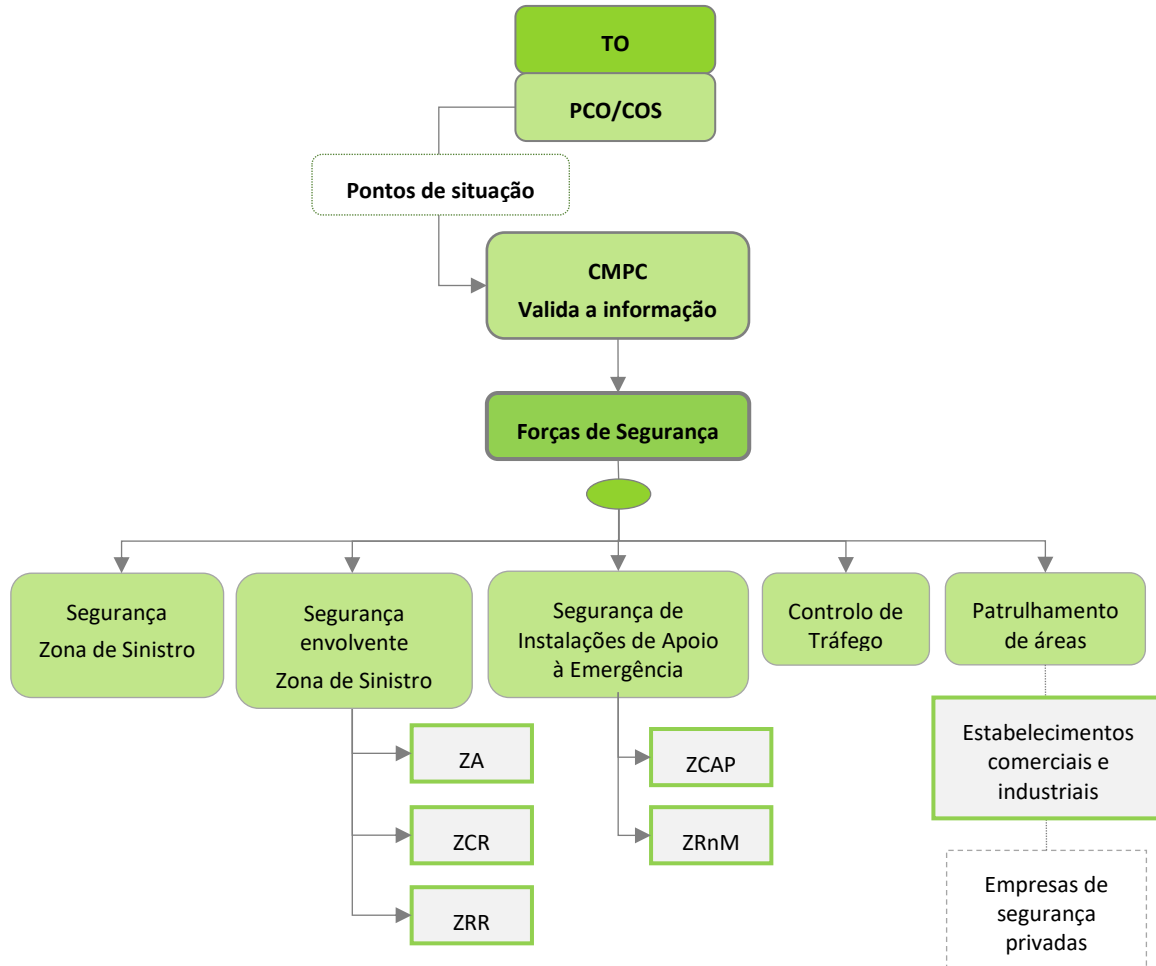 TO
PCO/COS
Pontos de situação
CMPC
Valida a informação
Forças de Segurança
Segurança
Zona de Sinistro
Segurança
envolvente
Zona de Sinistro
Segurança de
Instalações de Apoio
à Emergência
Controlo de
Tráfego
Patrulhamento
de áreas
ZA
ZCR
ZRR
ZCAP
ZRnM
Estabelecimentos
comerciais e
industriais
Empresas de
segurança
privadas